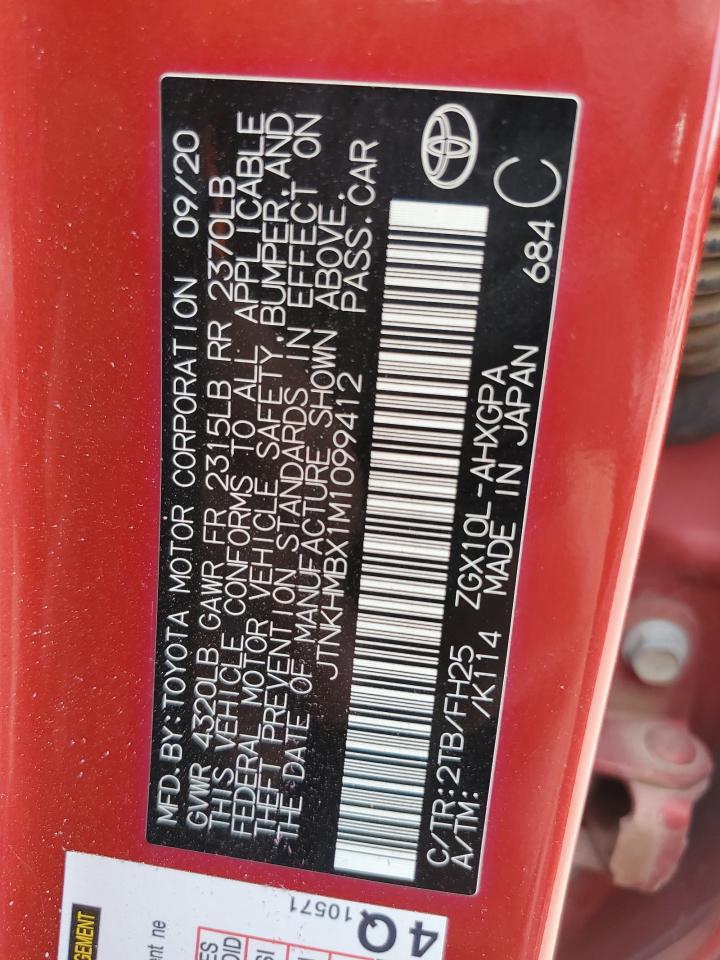 MFD. BY: TOYOTA MOTOR CORPORATION 09/20
GVWR 4320LB GAWR FR 2315LB RR 2370LB
THIS VEHICLE CONFORMS TO ALL APPLICABLE
FEDERAL MOTOR VEHICLE SAFETY, BUMPER, AND
THEFT PREVENTION STANDARDS IN EFFECT ON
THE DATE OF MANUFACTURE SHOWN ABOVE.
JTNKHMBX1M1099412 PASS. CAR
C/TR: 2TB/FH25 ZGX10L-AHXGPA 684
A/TM: /K114 MADE IN JAPAN
C
4Q
10571